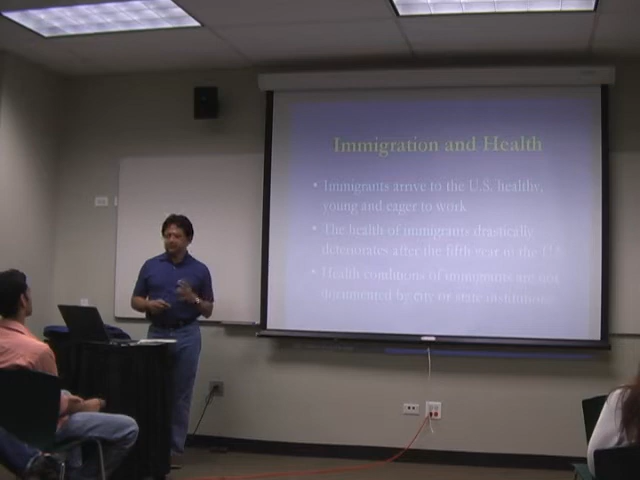 Immigration and Health
• Immigrants arrive to the U.S. healthy,
young and eager to work
• The health of immigrants drastically
deteriorates after the fifth year in the U.S
• Health conditions of immigrants are not
documented by city or state institution